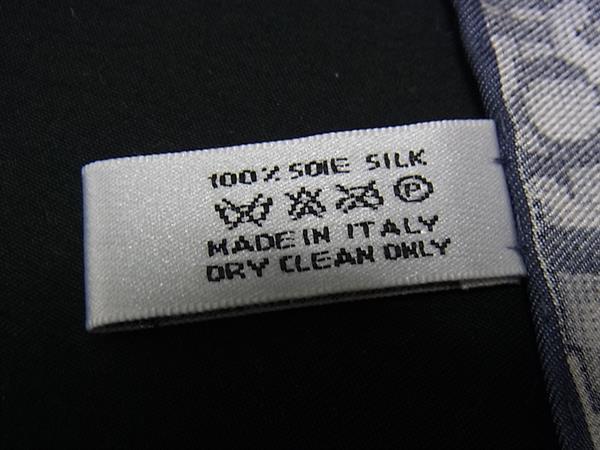 100% SOIE SILK
P
MADE IN ITALY
DRY CLEAN ONLY